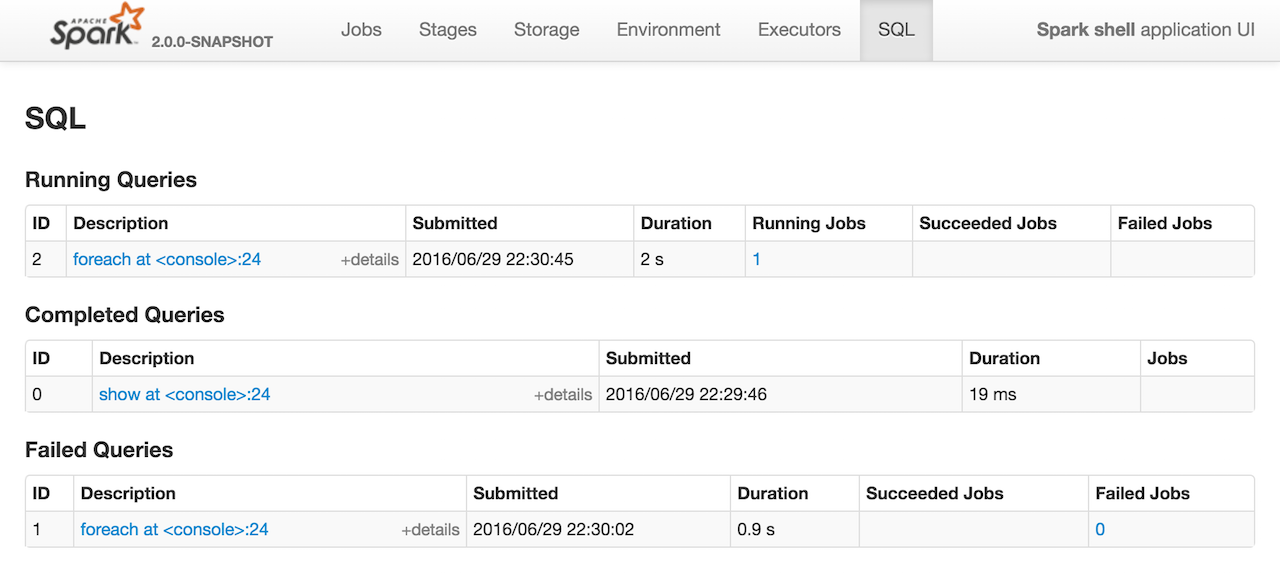 APACHE
Spark 2.0.0-SNAPSHOT Jobs Stages Storage Environment Executors SQL Spark shell application UI
SQL
Running Queries
ID Description Submitted Duration Running Jobs Succeeded Jobs Failed Jobs
2 foreach at <console>:24 +details 2016/06/29 22:30:45 2 s 1
Completed Queries
ID Description Submitted Duration Jobs
0 show at <console>:24 +details 2016/06/29 22:29:46 19 ms
Failed Queries
ID Description Submitted Duration Succeeded Jobs Failed Jobs
1 foreach at <console>:24 +details 2016/06/29 22:30:02 0.9 s 0